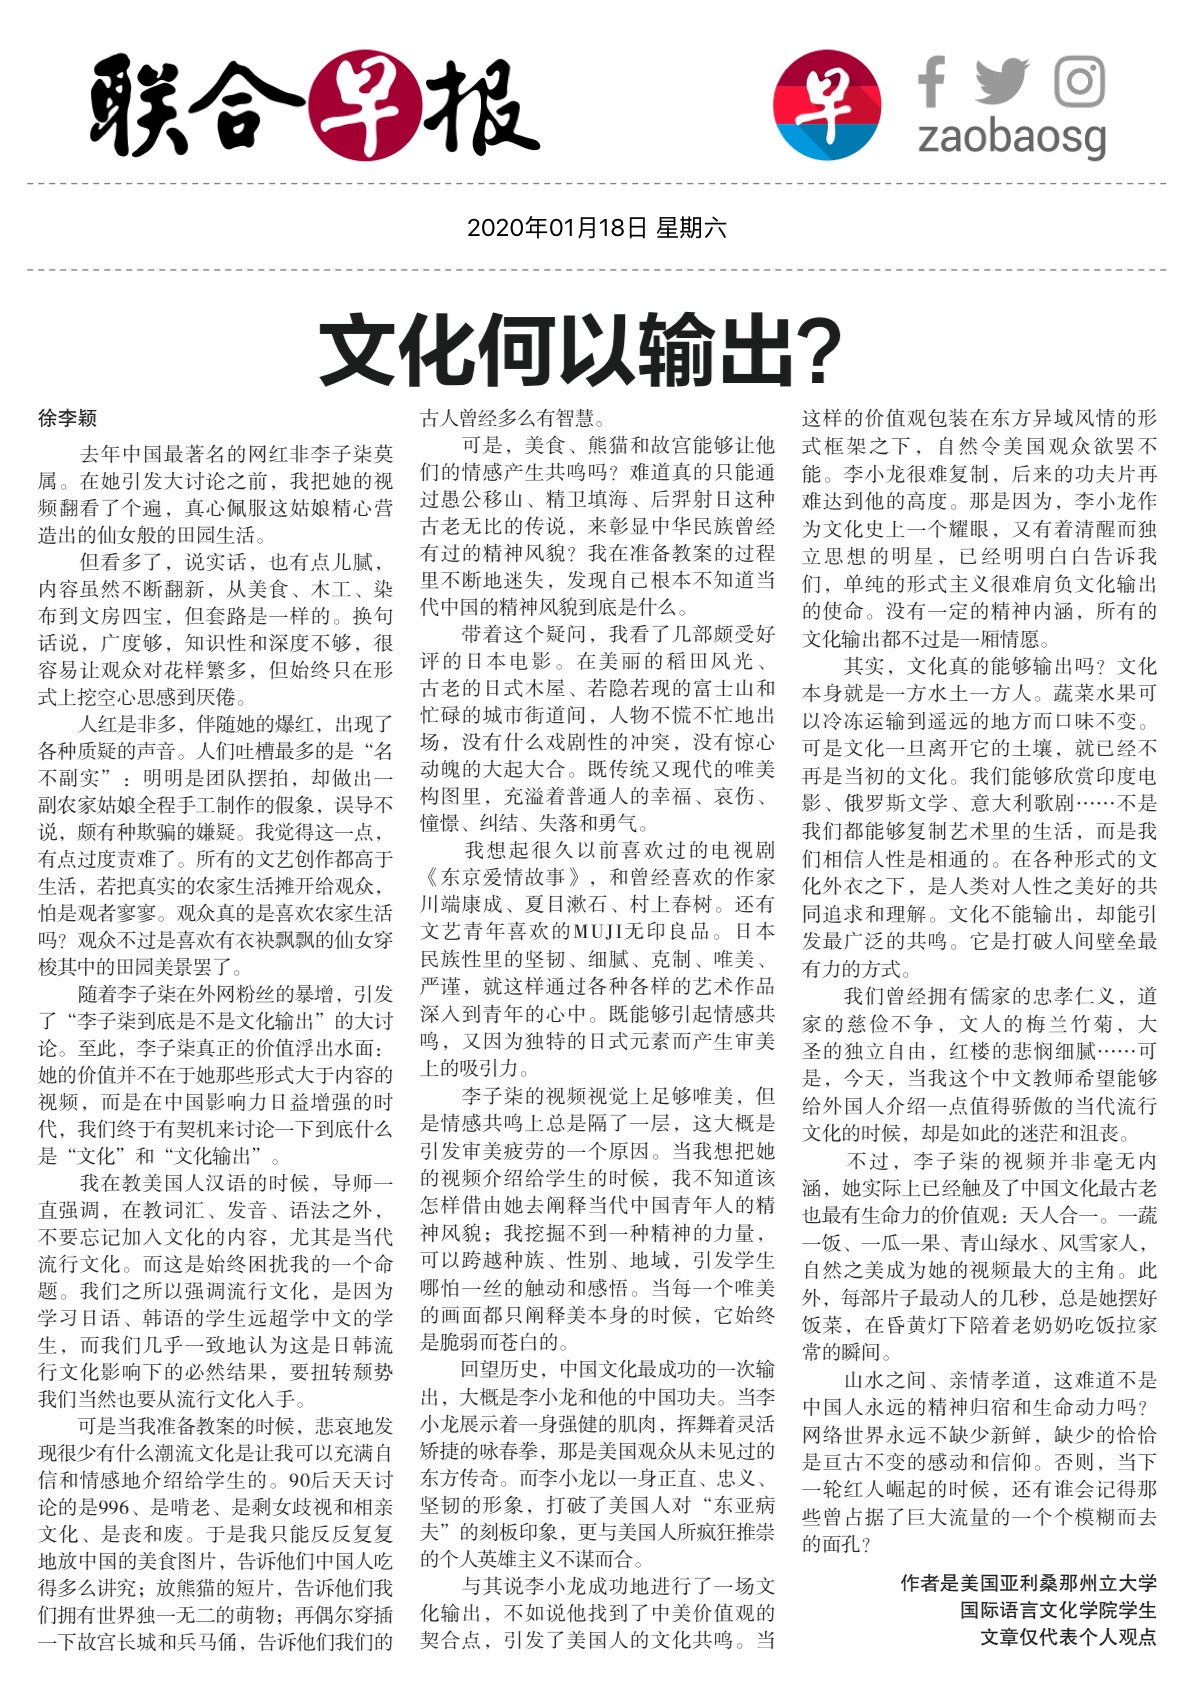 联合早报
早
zaobaosg
2020年01月18日 星期六
文化何以输出？
徐李颖
去年中国最著名的网红非李子柒莫
属。在她引发大讨论之前，我把她的视
频翻看了个遍，真心佩服这姑娘精心营
造出的仙女般的田园生活。
但看多了，说实话，也有点儿腻，
内容虽然不断翻新，从美食、木工、染
布到文房四宝，但套路是一样的。换句
话说，广度够，知识性和深度不够，很
容易让观众对花样繁多，但始终只在形
式上挖空心思感到厌倦。
人红是非多，伴随她的爆红，出现了
各种质疑的声音。人们吐槽最多的是“名
不副实”：明明是团队摆拍，却做出一
副农家姑娘全程手工制作的假象，误导不
说，颇有种欺骗的嫌疑。我觉得这一点，
有点过度责难了。所有的文艺创作都高于
生活，若把真实的农家生活摊开给观众，
怕是观者寥寥。观众真的是喜欢农家生活
吗？观众不过是喜欢有衣袂飘飘的仙女穿
梭其中的田园美景罢了。
随着李子柒在外网粉丝的暴增，引发
了“李子柒到底是不是文化输出”的大讨
论。至此，李子柒真正的价值浮出水面：
她的价值并不在于她那些形式大于内容的
视频，而是在中国影响力日益增强的时
代，我们终于有契机来讨论一下到底什么
是“文化”和“文化输出”。
我在教美国人汉语的时候，导师一
直强调，在教词汇、发音、语法之外，
不要忘记加入文化的内容，尤其是当代
流行文化。而这是始终困扰我的一个命
题。我们之所以强调流行文化，是因为
学习日语、韩语的学生远超学中文的学
生，而我们几乎一致地认为这是日韩流
行文化影响下的必然结果，要扭转颓势
我们当然也要从流行文化入手。
可是当我准备教案的时候，悲哀地发
现很少有什么潮流文化是让我可以充满自
信和情感地介绍给学生的。90后天天讨
论的是996、是啃老、是剩女歧视和相亲
文化、是丧和废。于是我只能反反复复
地放中国的美食图片，告诉他们中国人吃
得多么讲究；放熊猫的短片，告诉他们我
们拥有世界独一无二的萌物；再偶尔穿插
一下故宫长城和兵马俑，告诉他们我们的
古人曾经多么有智慧。
可是，美食、熊猫和故宫能够让他
们的情感产生共鸣吗？难道真的只能通
过愚公移山、精卫填海、后羿射日这种
古老无比的传说，来彰显中华民族曾经
有过的精神风貌？我在准备教案的过程
里不断地迷失，发现自己根本不知道当
代中国的精神风貌到底是什么。
带着这个疑问，我看了几部颇受好
评的日本电影。在美丽的稻田风光、
古老的日式木屋、若隐若现的富士山和
忙碌的城市街道间，人物不慌不忙地出
场，没有什么戏剧性的冲突，没有惊心
动魄的大起大合。既传统又现代的唯美
构图里，充溢着普通人的幸福、哀伤、
憧憬、纠结、失落和勇气。
我想起很久以前喜欢过的电视剧
《东京爱情故事》，和曾经喜欢的作家
川端康成、夏目漱石、村上春树。还有
文艺青年喜欢的MUJI无印良品。日本
民族性里的坚韧、细腻、克制、唯美、
严谨，就这样通过各种各样的艺术作品
深入到青年的心中。既能够引起情感共
鸣，又因为独特的日式元素而产生审美
上的吸引力。
李子柒的视频视觉上足够唯美，但
是情感共鸣上总是隔了一层，这大概是
引发审美疲劳的一个原因。当我想把她
的视频介绍给学生的时候，我不知道该
怎样借由她去阐释当代中国青年人的精
神风貌；我挖掘不到一种精神的力量，
可以跨越种族、性别、地域，引发学生
哪怕一丝的触动和感悟。当每一个唯美
的画面都只阐释美本身的时候，它始终
是脆弱而苍白的。
回望历史，中国文化最成功的一次输
出，大概是李小龙和他的中国功夫。当李
小龙展示着一身强健的肌肉，挥舞着灵活
矫捷的咏春拳，那是美国观众从未见过的
东方传奇。而李小龙以一身正直、忠义、
坚韧的形象，打破了美国人对“东亚病
夫”的刻板印象，更与美国人所疯狂推崇
的个人英雄主义不谋而合。
与其说李小龙成功地进行了一场文
化输出，不如说他找到了中美价值观的
契合点，引发了美国人的文化共鸣。当
这样的价值观包装在东方异域风情的形
式框架之下，自然令美国观众欲罢不
能。李小龙很难复制，后来的功夫片再
难达到他的高度。那是因为，李小龙作
为文化史上一个耀眼，又有着清醒而独
立思想的明星，已经明明白白告诉我
们，单纯的形式主义很难肩负文化输出
的使命。没有一定的精神内涵，所有的
文化输出都不过是一厢情愿。
其实，文化真的能够输出吗？文化
本身就是一方水土一方人。蔬菜水果可
以冷冻运输到遥远的地方而口味不变。
可是文化一旦离开它的土壤，就已经不
再是当初的文化。我们能够欣赏印度电
影、俄罗斯文学、意大利歌剧……不是
我们都能够复制艺术里的生活，而是我
们相信人性是相通的。在各种形式的文
化外衣之下，是人类对人性之美好的共
同追求和理解。文化不能输出，却能引
发最广泛的共鸣。它是打破人间壁垒最
有力的方式。
我们曾经拥有儒家的忠孝仁义，道
家的慈俭不争，文人的梅兰竹菊，大
圣的独立自由，红楼的悲悯细腻……可
是，今天，当我这个中文教师希望能够
给外国人介绍一点值得骄傲的当代流行
文化的时候，却是如此的迷茫和沮丧。
不过，李子柒的视频并非毫无内
涵，她实际上已经触及了中国文化最古老
也最有生命力的价值观：天人合一。一蔬
一饭、一瓜一果、青山绿水、风雪家人，
自然之美成为她的视频最大的主角。此
外，每部片子最动人的几秒，总是她摆好
饭菜，在昏黄灯下陪着老奶奶吃饭拉家
常的瞬间。
山水之间、亲情孝道，这难道不是
中国人永远的精神归宿和生命动力吗？
网络世界永远不缺少新鲜，缺少的恰恰
是亘古不变的感动和信仰。否则，当下
一轮红人崛起的时候，还有谁会记得那
些曾占据了巨大流量的一个个模糊而去
的面孔？
作者是美国亚利桑那州立大学
国际语言文化学院学生
文章仅代表个人观点